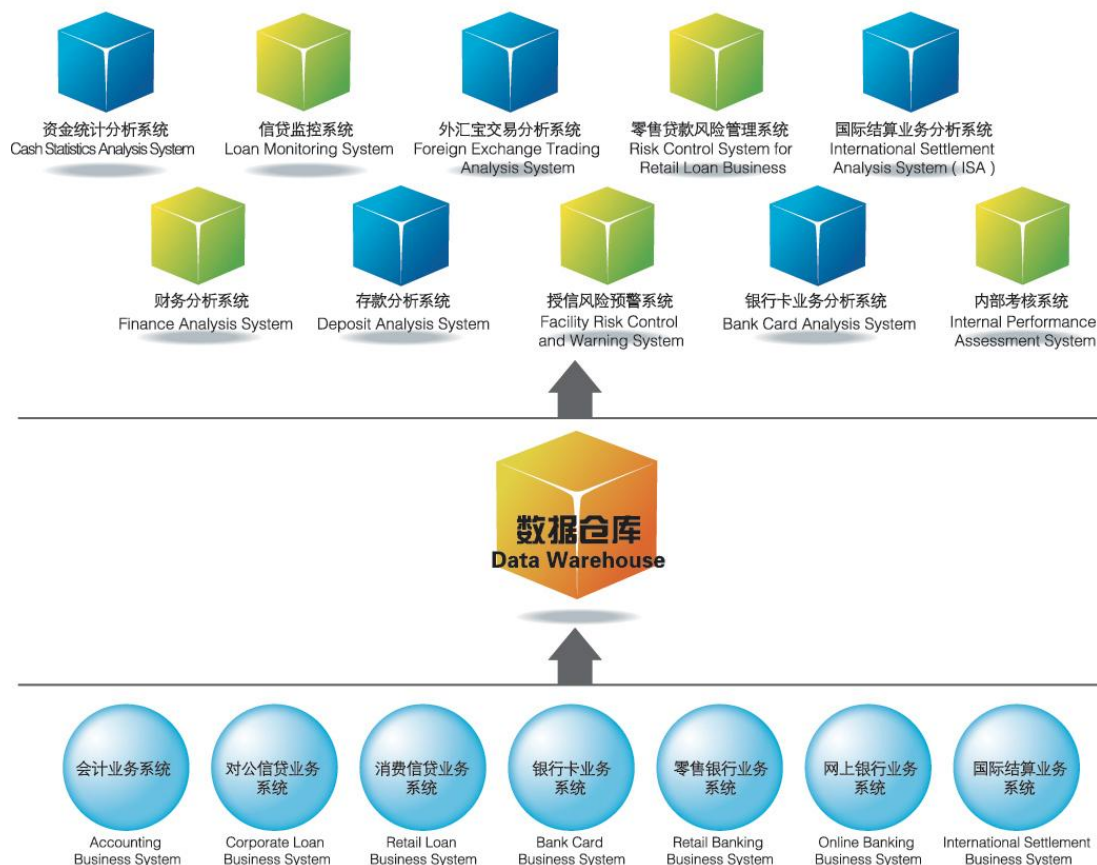 资金统计分析系统
Cash Statistics Analysis System
信贷监控系统
Loan Monitoring System
外汇宝交易分析系统
Foreign Exchange Trading
Analysis System
零售贷款风险管理系统
Risk Control System for
Retail Loan Business
国际结算业务分析系统
International Settlement
Analysis System ( ISA )
财务分析系统
Finance Analysis System
存款分析系统
Deposit Analysis System
授信风险预警系统
Facility Risk Control
and Warning System
银行卡业务分析系统
Bank Card Analysis System
内部考核系统
Internal Performance
Assessment System
数据仓库
Data Warehouse
会计业务系统
Accounting
Business System
对公信贷业务
系统
Corporate Loan
Business System
消费信贷业务
系统
Retail Loan
Business System
银行卡业务
系统
Bank Card
Business System
零售银行业务
系统
Retail Banking
Business System
网上银行业务
系统
Online Banking
Business System
国际结算业务
系统
International Settlement
Business System